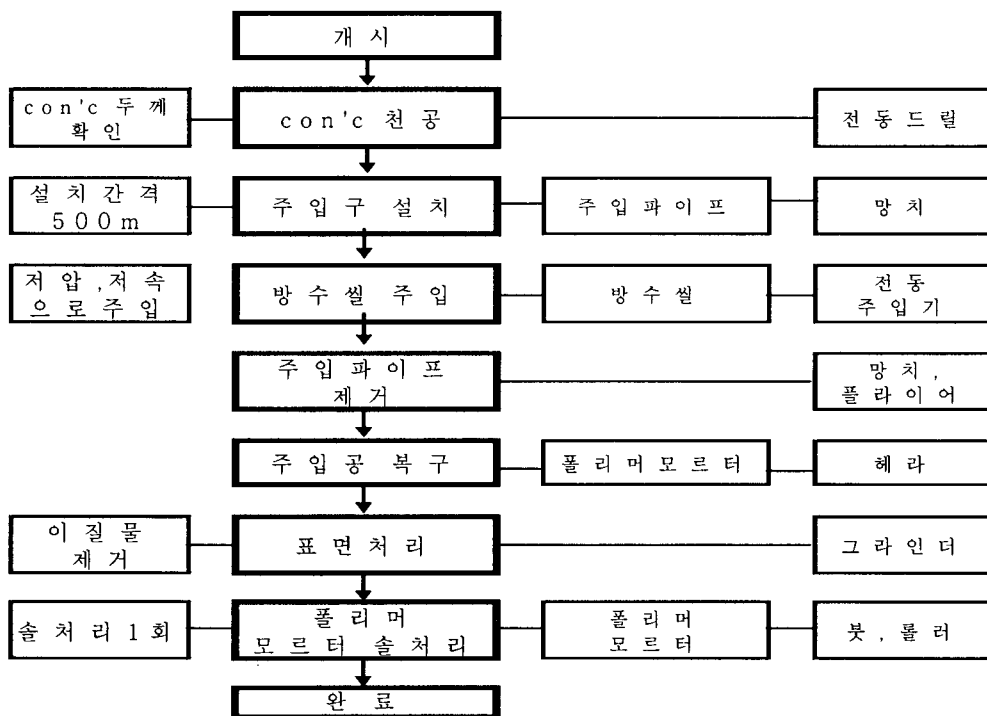 개 시
con'c 두 께
확 인
con'c 천 공
전 동 드 릴
설 치 간 격
500m
주 입 구 설 치
주 입 파 이 프
망 치
저 압 , 저 속
으 로 주 입
방 수 씰 주 입
방 수 씰
전 동
주 입 기
주 입 파 이 프
제 거
망 치 ,
플 라 이 어
주 입 공 복 구
폴 리 머 모 르 터
헤 라
이 질 물
제 거
표 면 처 리
그 라 인 더
솔 처 리 1 회
폴 리 머
모 르 터 솔 처 리
폴 리 머
모 르 터
붓 , 롤 러
완 료